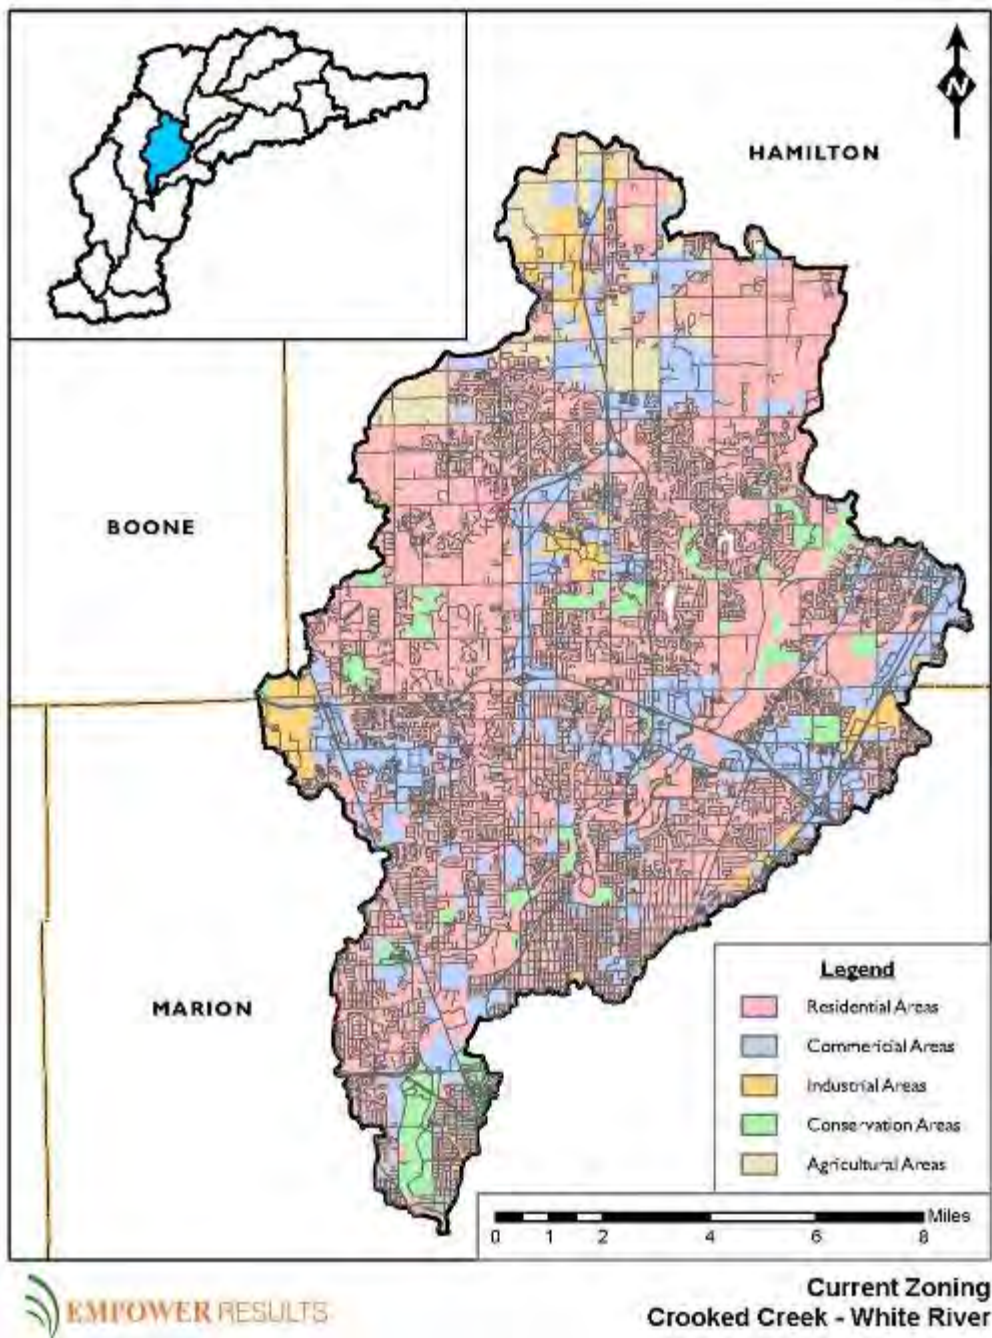 N
HAMILTON
BOONE
MARION
Legend
Residential Areas
Commericial Areas
Industrial Areas
Conservation Areas
Agricultural Areas
Miles
0 1 2 4 6 8
EMPOWER RESULTS
Current Zoning
Crooked Creek - White River